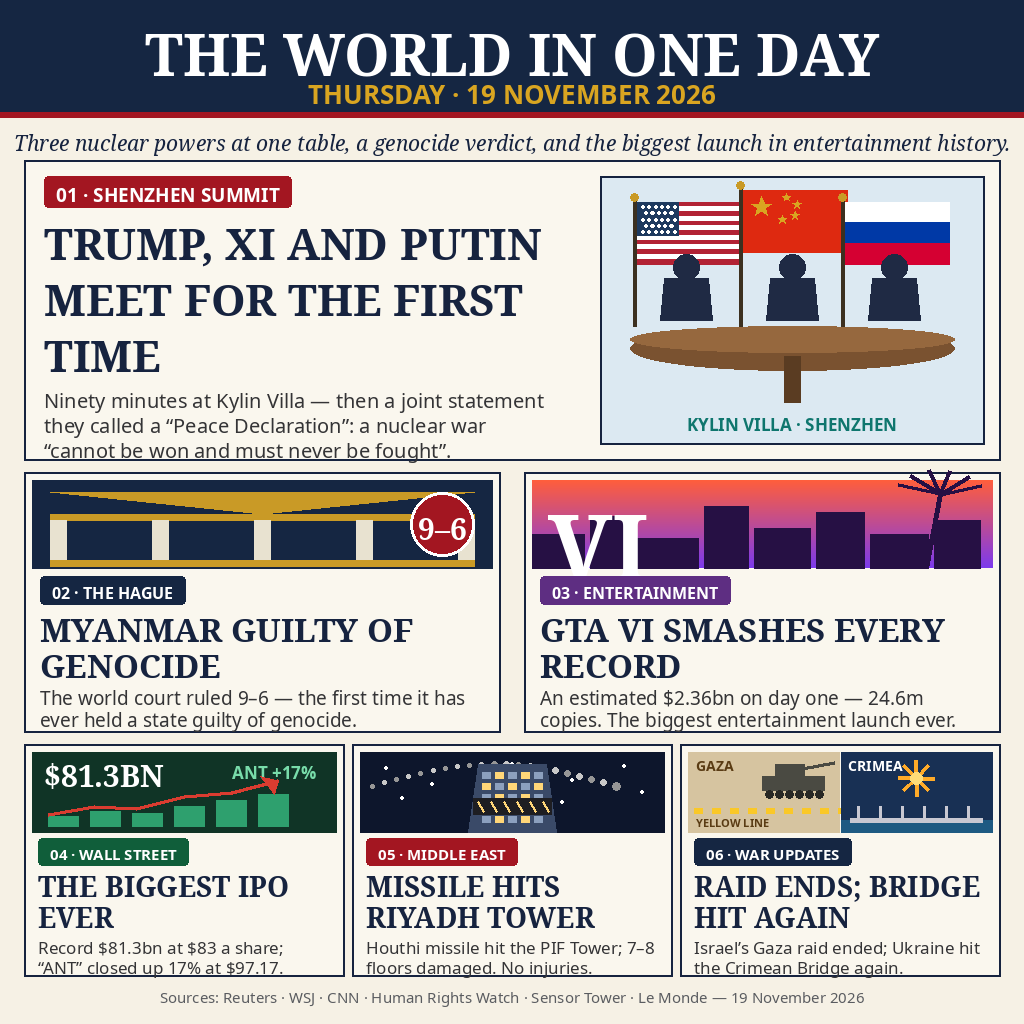 THE WORLD IN ONE DAY
THURSDAY · 19 NOVEMBER 2026
Three nuclear powers at one table, a genocide verdict, and the biggest launch in entertainment history.
01 · SHENZHEN SUMMIT
TRUMP, XI AND PUTIN
MEET FOR THE FIRST
TIME
Ninety minutes at Kylin Villa — then a joint statement
they called a “Peace Declaration”: a nuclear war
“cannot be won and must never be fought”.
KYLIN VILLA · SHENZHEN
9–6
02 · THE HAGUE
MYANMAR GUILTY OF
GENOCIDE
The world court ruled 9–6 — the first time it has
ever held a state guilty of genocide.
VI
03 · ENTERTAINMENT
GTA VI SMASHES EVERY
RECORD
An estimated $2.36bn on day one — 24.6m
copies. The biggest entertainment launch ever.
$81.3BN
ANT +17%
04 · WALL STREET
THE BIGGEST IPO
EVER
Record $81.3bn at $83 a share;
“ANT” closed up 17% at $97.17.
05 · MIDDLE EAST
MISSILE HITS
RIYADH TOWER
Houthi missile hit the PIF Tower; 7–8
floors damaged. No injuries.
GAZA
CRIMEA
YELLOW LINE
06 · WAR UPDATES
RAID ENDS; BRIDGE
HIT AGAIN
Israel’s Gaza raid ended; Ukraine hit
the Crimean Bridge again.
Sources: Reuters · WSJ · CNN · Human Rights Watch · Sensor Tower · Le Monde — 19 November 2026